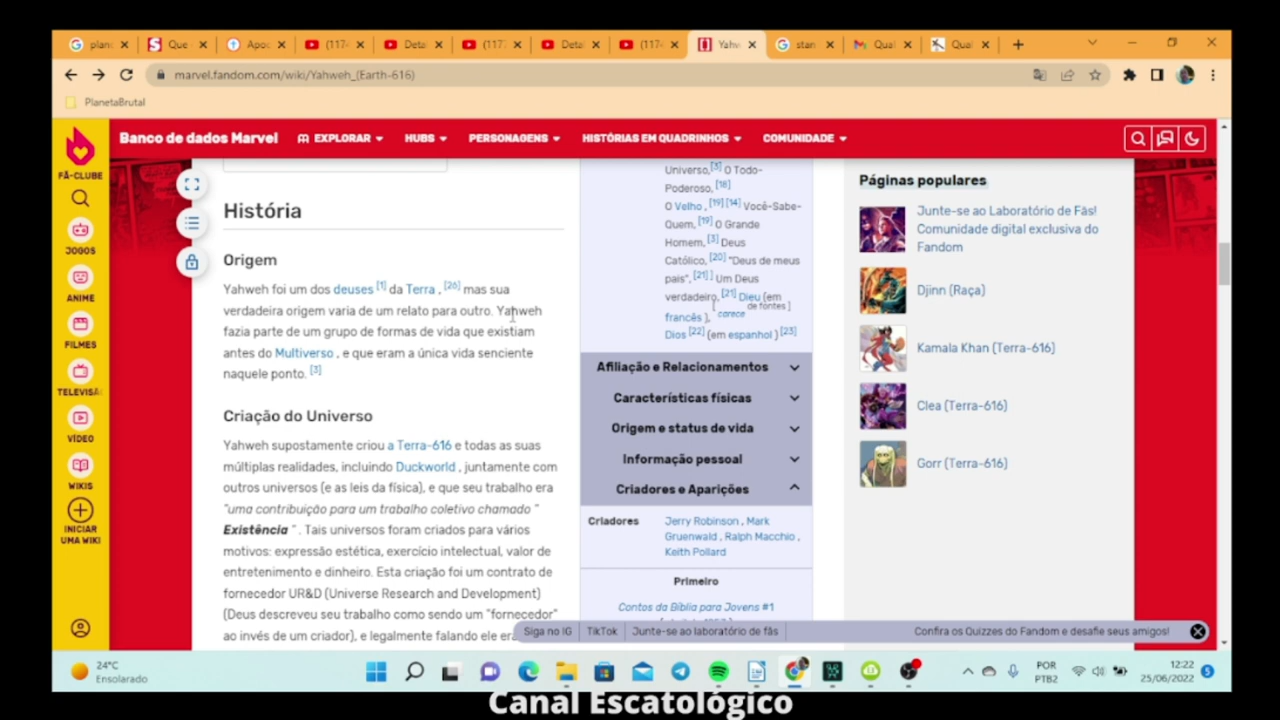 plan
Que
Apoc
(117
Detal
(117
Detal
(117
Yahw
stan
Qual
Qual
marvel.fandom.com/wiki/Yahweh_(Earth-616)
PlanetaBrutal
Banco de dados Marvel
EXPLORAR
HUBS
PERSONAGENS
HISTÓRIAS EM QUADRINHOS
COMUNIDADE
FÃ-CLUBE
JOGOS
ANIME
FILMES
TELEVISÃ
VÍDEO
WIKIS
INICIAR
UMA WIKI
História
Origem
Yahweh foi um dos deuses [1] da Terra , [26] mas sua
verdadeira origem varia de um relato para outro. Yahweh
fazia parte de um grupo de formas de vida que existiam
antes do Multiverso , e que eram a única vida senciente
naquele ponto. [3]
Criação do Universo
Yahweh supostamente criou a Terra-616 e todas as suas
múltiplas realidades, incluindo Duckworld , juntamente com
outros universos (e as leis da física), e que seu trabalho era
"uma contribuição para um trabalho coletivo chamado "
Existência " . Tais universos foram criados para vários
motivos: expressão estética, exercício intelectual, valor de
entretenimento e dinheiro. Esta criação foi um contrato de
fornecedor UR&D (Universe Research and Development)
(Deus descreveu seu trabalho como sendo um "fornecedor"
ao invés de um criador), e legalmente falando ele era
Universo,[3] O Todo-
Poderoso, [18]
O Velho , [19] [14] Você-Sabe-
Quem, [19] O Grande
Homem, [3] Deus
Católico, [20] "Deus de meus
pais", [21] ] Um Deus
verdadeiro, [21] Dieu (em
francês ), [ carece de fontes ]
Dios [22] (em espanhol ) [23]
Afiliação e Relacionamentos
Características físicas
Origem e status de vida
Informação pessoal
Criadores e Aparições
Criadores
Jerry Robinson , Mark
Gruenwald , Ralph Macchio ,
Keith Pollard
Primeiro
Contos da Bíblia para Jovens #1
Páginas populares
Junte-se ao Laboratório de Fãs!
Comunidade digital exclusiva do
Fandom
Djinn (Raça)
Kamala Khan (Terra-616)
Clea (Terra-616)
Gorr (Terra-616)
Siga no IG
TikTok
Junte-se ao laboratório de fãs
Confira os Quizzes do Fandom e desafie seus amigos!
24°C
Ensolarado
POR
PTB2
12:22
25/06/2022
5
Canal Escatológico